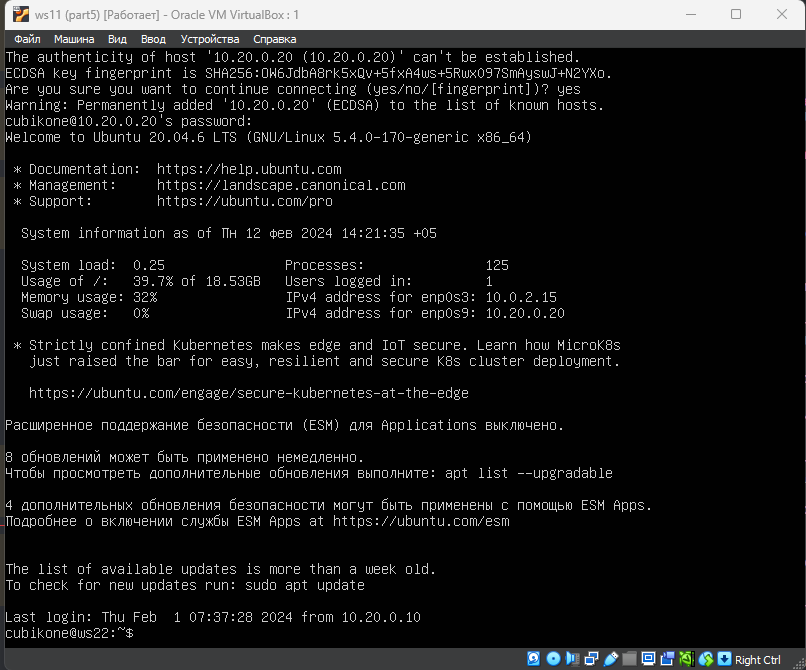 ws11 (part5) [Работает] - Oracle VM VirtualBox : 1
Файл Машина Вид Ввод Устройства Справка
The authenticity of host '10.20.0.20 (10.20.0.20)' can't be established.
ECDSA key fingerprint is SHA256:OW6JdbA8rk5xQv+5fxA4ws+5RwxO97SmAyswJ+N2YXo.
Are you sure you want to continue connecting (yes/no/[fingerprint])? yes
Warning: Permanently added '10.20.0.20' (ECDSA) to the list of known hosts.
cubikone@10.20.0.20's password:
Welcome to Ubuntu 20.04.6 LTS (GNU/Linux 5.4.0-170-generic x86_64)
* Documentation:  https://help.ubuntu.com
* Management:     https://landscape.canonical.com
* Support:        https://ubuntu.com/pro
System information as of Пн 12 фев 2024 14:21:35 +05
System load:  0.25               Processes:               125
Usage of /:   39.7% of 18.53GB   Users logged in:         1
Memory usage: 32%                IPv4 address for enp0s3: 10.0.2.15
Swap usage:   0%                 IPv4 address for enp0s9: 10.20.0.20
* Strictly confined Kubernetes makes edge and IoT secure. Learn how MicroK8s
just raised the bar for easy, resilient and secure K8s cluster deployment.
https://ubuntu.com/engage/secure-kubernetes-at-the-edge
Расширенное поддержание безопасности (ESM) для Applications выключено.
8 обновлений может быть применено немедленно.
Чтобы просмотреть дополнительные обновления выполните: apt list --upgradable
4 дополнительных обновления безопасности могут быть применены с помощью ESM Apps.
Подробнее о включении службы ESM Apps at https://ubuntu.com/esm
The list of available updates is more than a week old.
To check for new updates run: sudo apt update
Last login: Thu Feb  1 07:37:28 2024 from 10.20.0.10
cubikone@ws22:~$
Right Ctrl